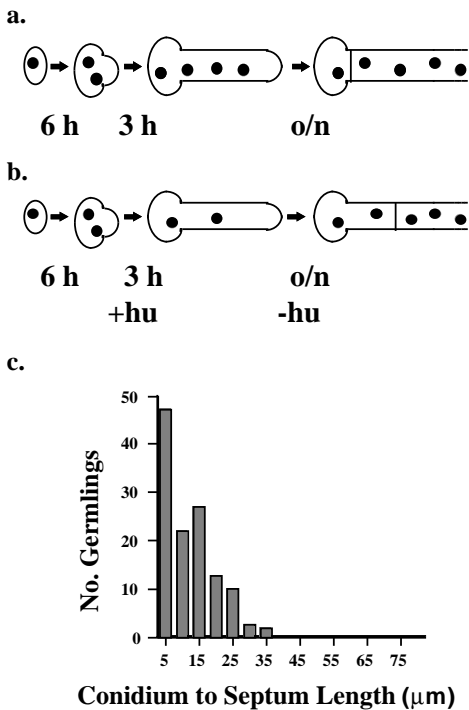 a.
6 h 3 h o/n
b.
6 h 3 h o/n
+hu -hu
c.
50
40
30
20
10
0
No. Germlings
5 15 25 35 45 55 65 75
Conidium to Septum Length (μm)